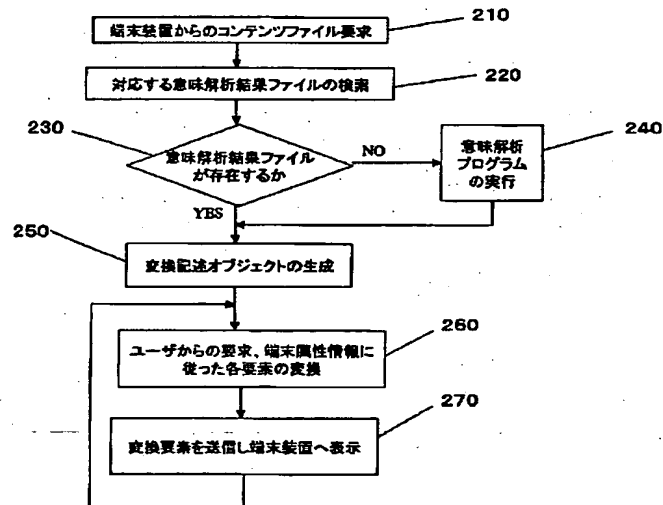 210
端末装置からのコンテンツファイル要求
220
対応する意味解析結果ファイルの検索
230
意味解析結果ファイル
が存在するか
NO
240
意味解析
プログラム
の実行
YES
250
変換記述オブジェクトの生成
260
ユーザからの要求、端末属性情報に
従った各要素の変換
270
変換要素を送信し端末装置へ表示